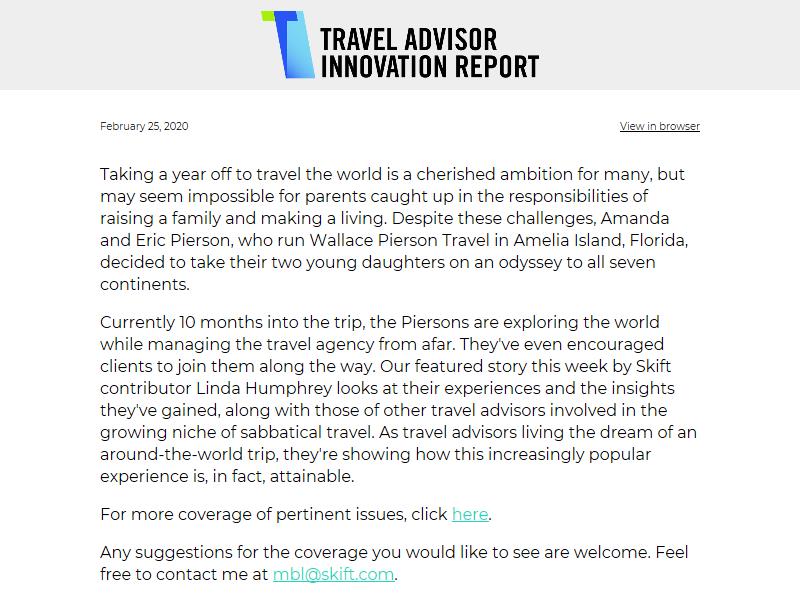 TRAVEL ADVISOR
INNOVATION REPORT
February 25, 2020
View in browser
Taking a year off to travel the world is a cherished ambition for many, but
may seem impossible for parents caught up in the responsibilities of
raising a family and making a living. Despite these challenges, Amanda
and Eric Pierson, who run Wallace Pierson Travel in Amelia Island, Florida,
decided to take their two young daughters on an odyssey to all seven
continents.
Currently 10 months into the trip, the Piersons are exploring the world
while managing the travel agency from afar. They've even encouraged
clients to join them along the way. Our featured story this week by Skift
contributor Linda Humphrey looks at their experiences and the insights
they've gained, along with those of other travel advisors involved in the
growing niche of sabbatical travel. As travel advisors living the dream of an
around-the-world trip, they're showing how this increasingly popular
experience is, in fact, attainable.
For more coverage of pertinent issues, click here.
Any suggestions for the coverage you would like to see are welcome. Feel
free to contact me at mbl@skift.com.